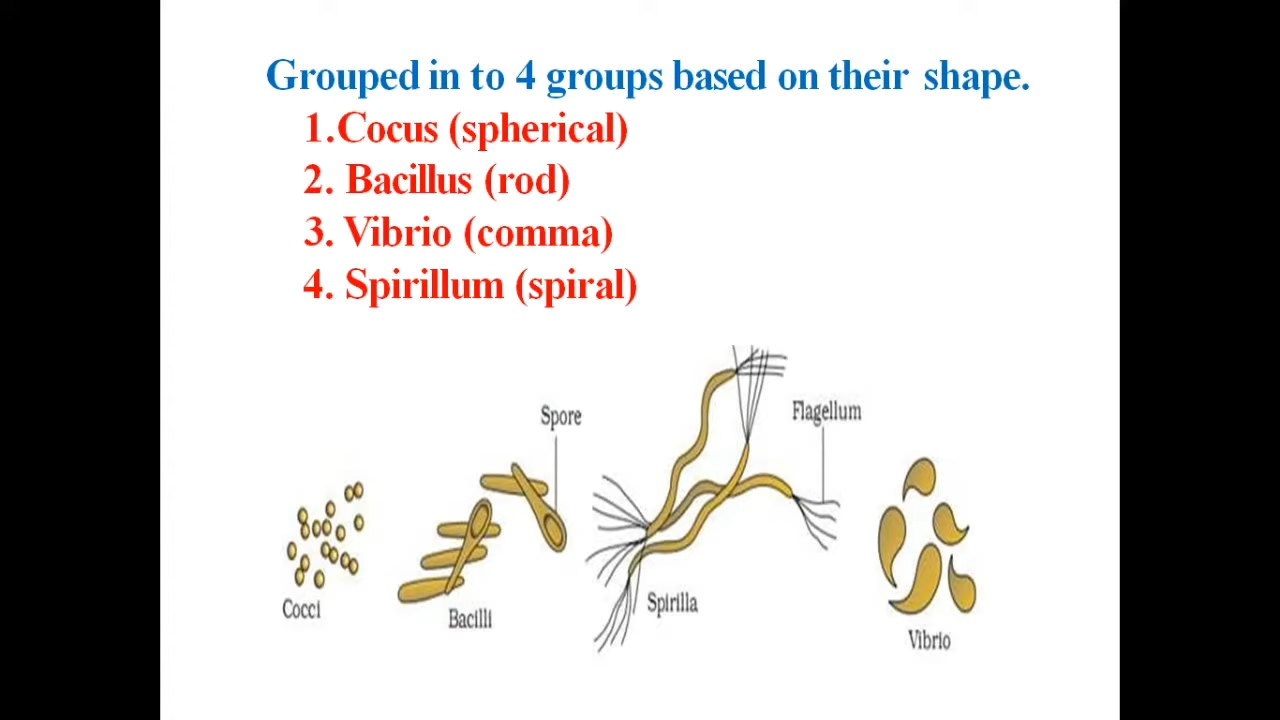 Grouped in to 4 groups based on their shape.
1.Cocus (spherical)
2. Bacillus (rod)
3. Vibrio (comma)
4. Spirillum (spiral)
Spore
Flagellum
Cocci
Bacilli
Spirilla
Vibrio